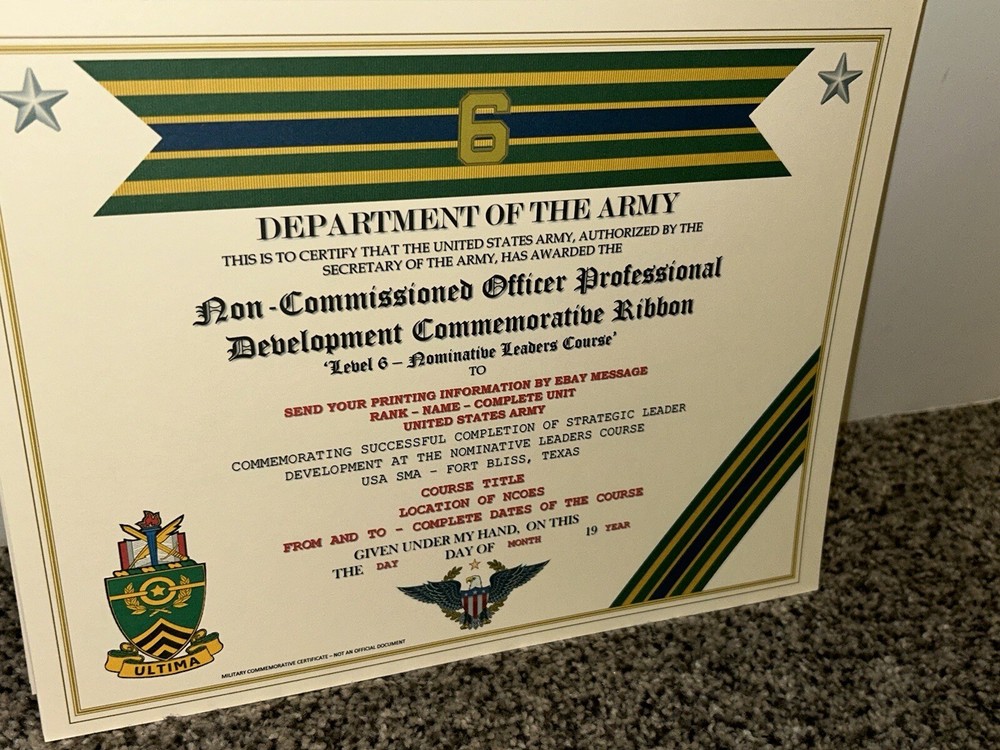 6
DEPARTMENT OF THE ARMY
THIS IS TO CERTIFY THAT THE UNITED STATES ARMY, AUTHORIZED BY THE
SECRETARY OF THE ARMY, HAS AWARDED THE
Non-Commissioned Officer Professional
Development Commemorative Ribbon
'Level 6 – Nominative Leaders Course'
TO
SEND YOUR PRINTING INFORMATION BY EBAY MESSAGE
RANK – NAME – COMPLETE UNIT
UNITED STATES ARMY
COMMEMORATING SUCCESSFUL COMPLETION OF STRATEGIC LEADER
DEVELOPMENT AT THE NOMINATIVE LEADERS COURSE
USA SMA – FORT BLISS, TEXAS
COURSE TITLE
LOCATION OF NCOES
FROM AND TO – COMPLETE DATES OF THE COURSE
GIVEN UNDER MY HAND, ON THIS 19 YEAR
THE DAY DAY OF MONTH
ULTIMA
MILITARY COMMEMORATIVE CERTIFICATE – NOT AN OFFICIAL DOCUMENT